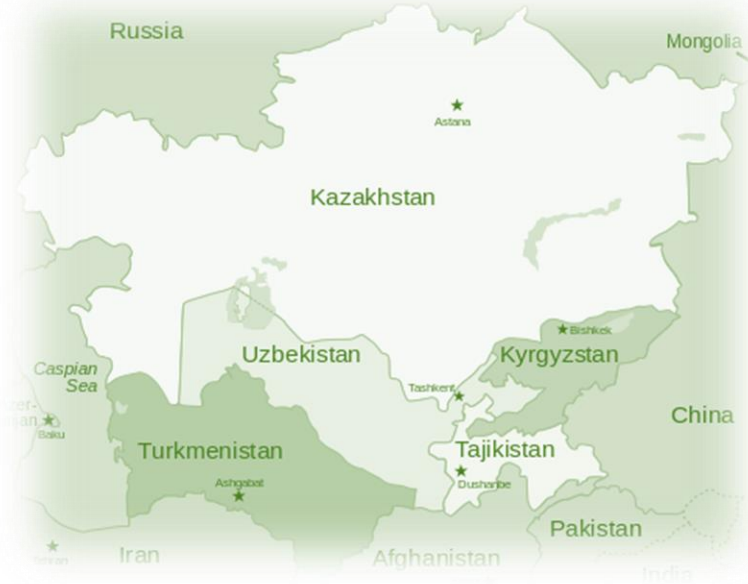 Russia
Mongolia
Astana
Kazakhstan
Bishkek
Uzbekistan
Kyrgyzstan
Caspian
Sea
Tashkent
Baku
China
Turkmenistan
Tajikistan
Ashgabat
Dushanbe
Pakistan
Iran
Afghanistan
India